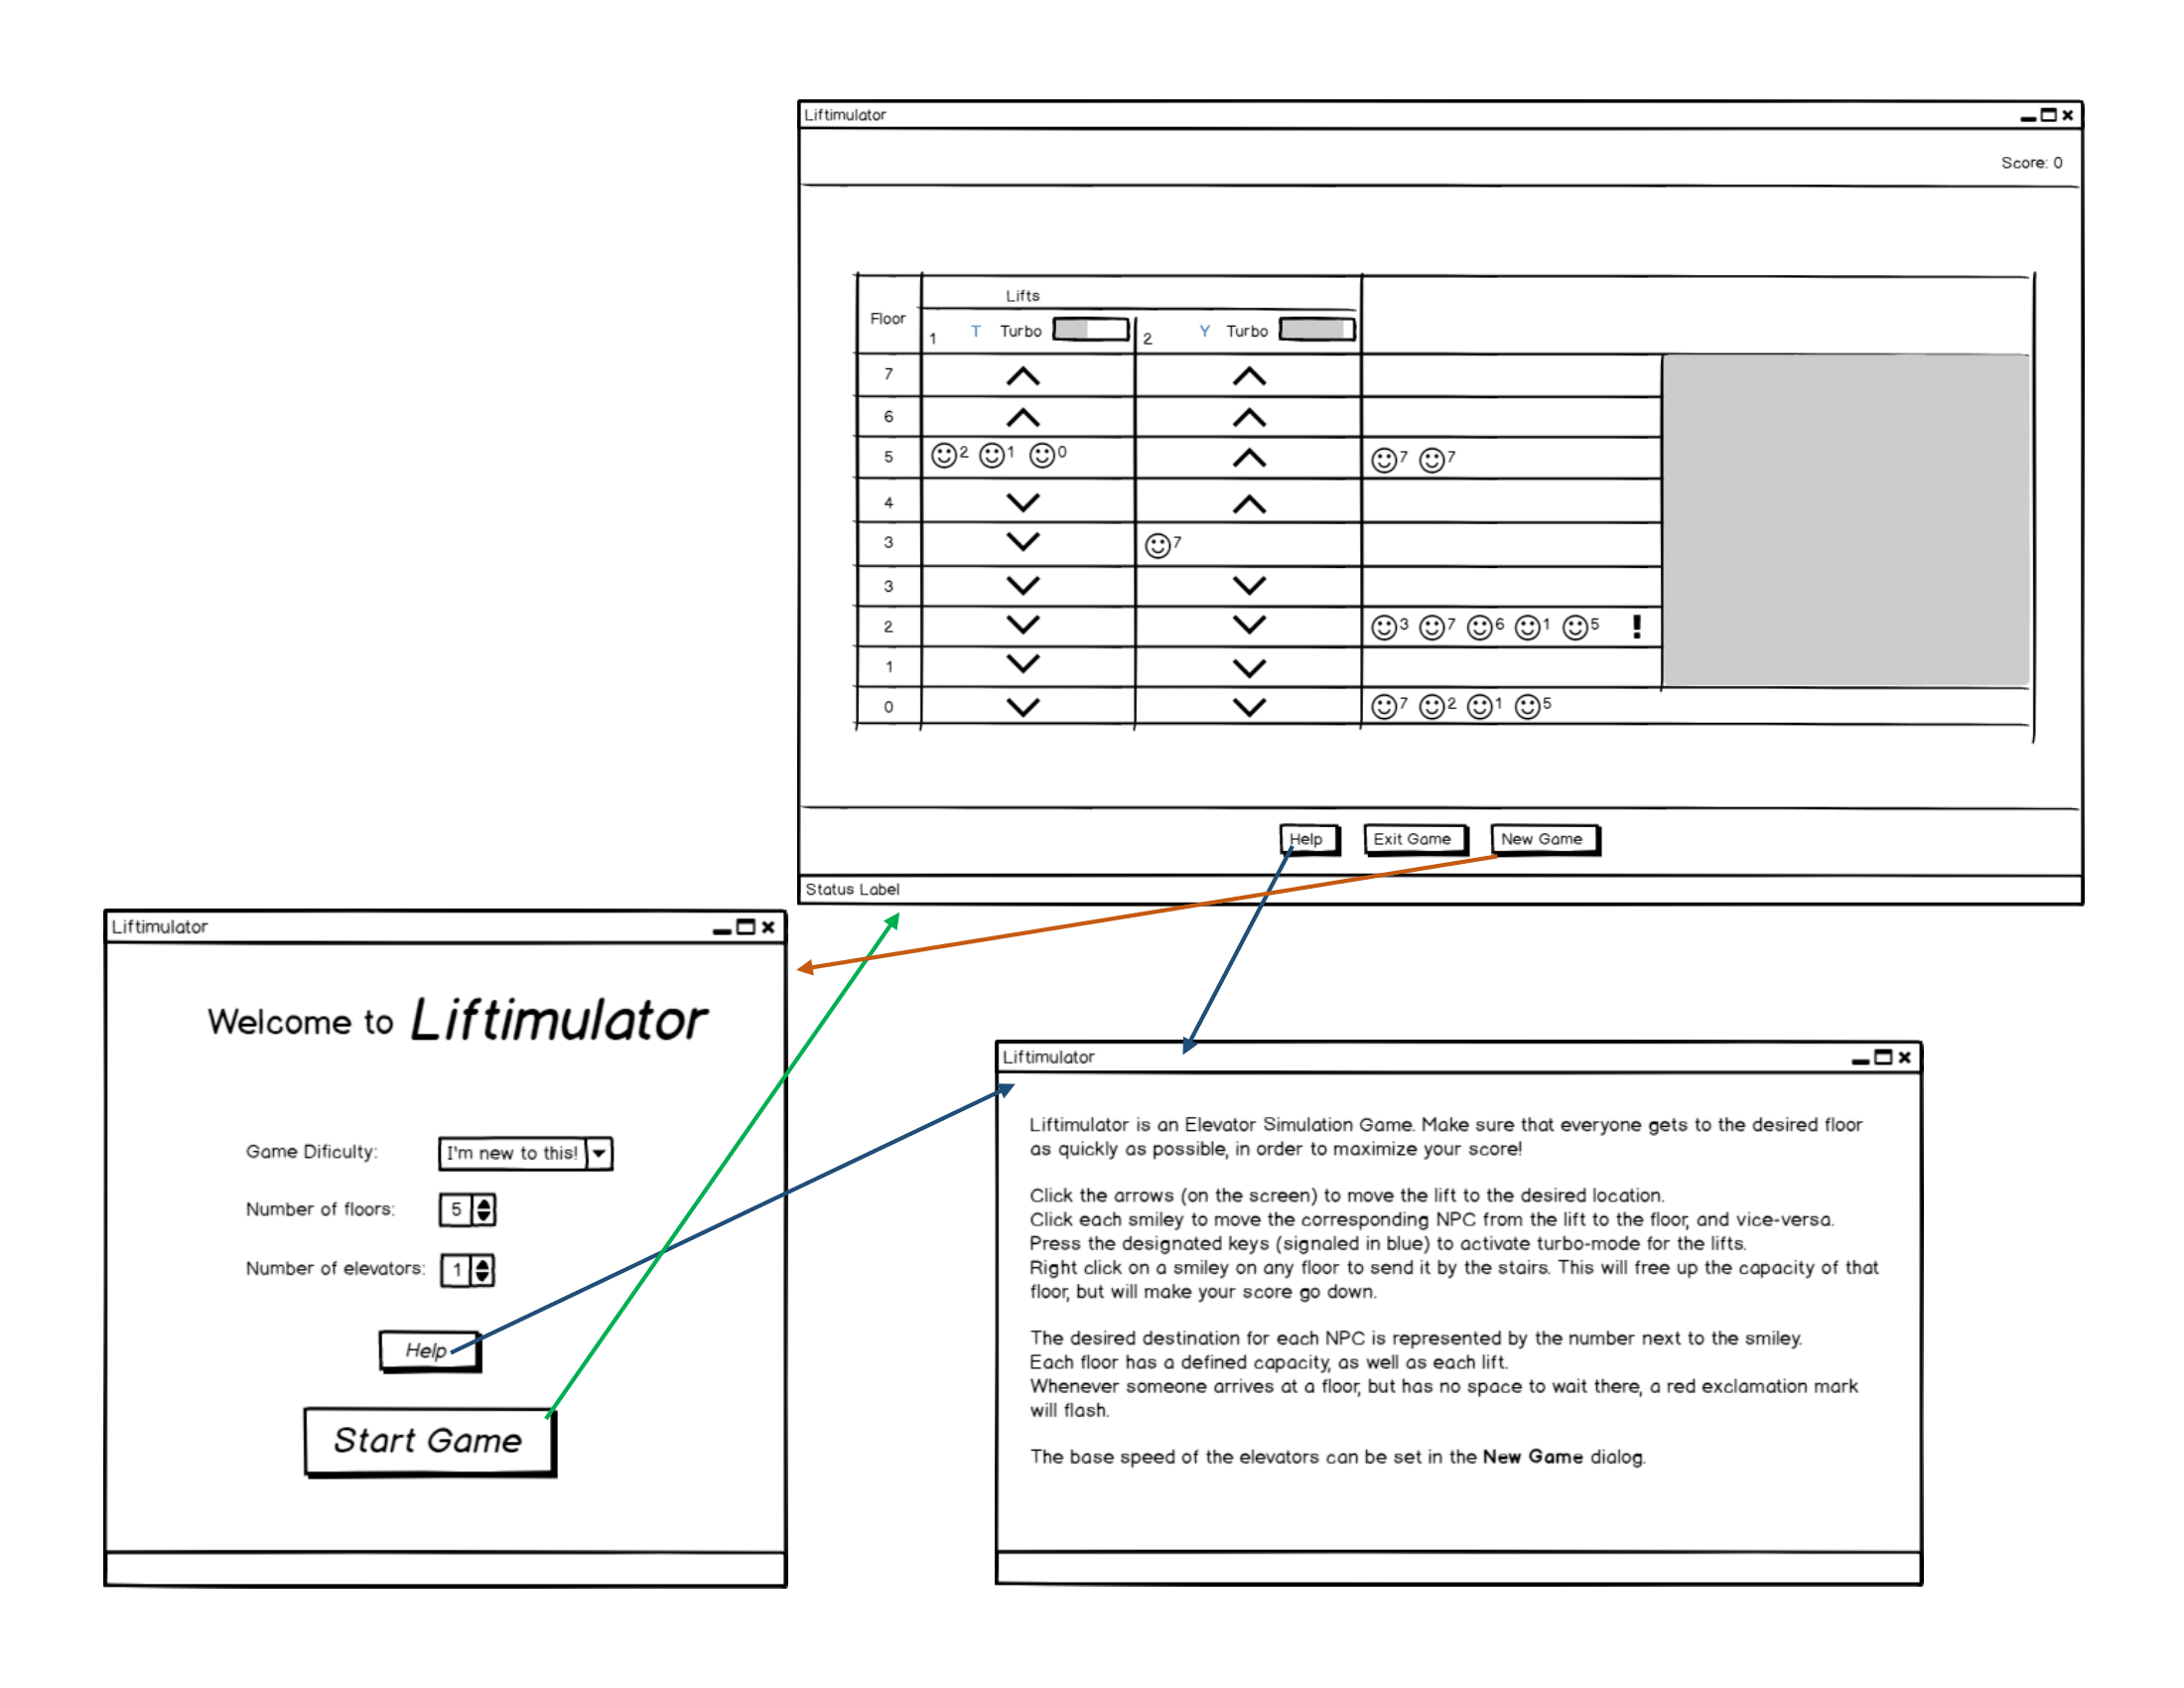 Liftimulator
Score: 0
Lifts
Floor
1 T Turbo 2 Y Turbo
7
6
5 2 1 0 7 7
4
3 7
3
2 3 7 6 1 5 !
1
0 7 2 1 5
Help Exit Game New Game
Status Label
Liftimulator
Welcome to Liftimulator
Game Dificulty: I'm new to this!
Number of floors: 5
Number of elevators: 1
Help
Start Game
Liftimulator
Liftimulator is an Elevator Simulation Game. Make sure that everyone gets to the desired floor
as quickly as possible, in order to maximize your score!
Click the arrows (on the screen) to move the lift to the desired location.
Click each smiley to move the corresponding NPC from the lift to the floor, and vice-versa.
Press the designated keys (signaled in blue) to activate turbo-mode for the lifts.
Right click on a smiley on any floor to send it by the stairs. This will free up the capacity of that
floor, but will make your score go down.
The desired destination for each NPC is represented by the number next to the smiley.
Each floor has a defined capacity, as well as each lift.
Whenever someone arrives at a floor, but has no space to wait there, a red exclamation mark
will flash.
The base speed of the elevators can be set in the New Game dialog.